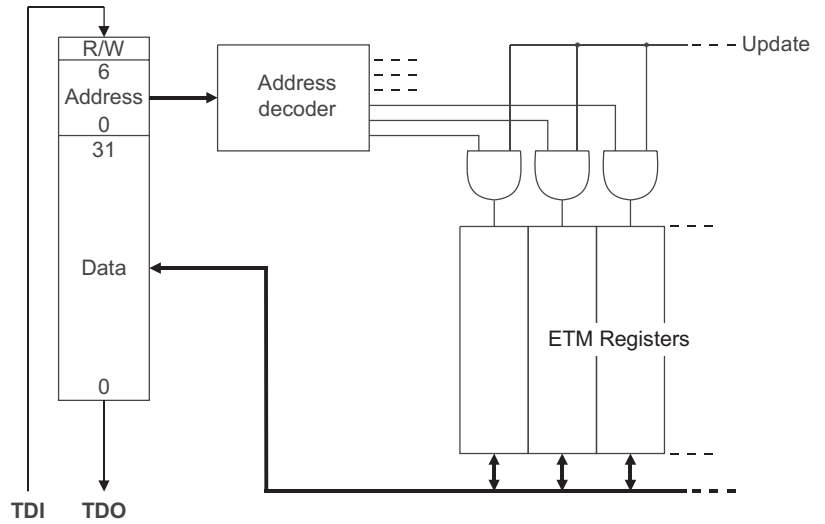 R/W
6
Address
0
31
Data
0
TDI
TDO
Address
decoder
Update
ETM Registers